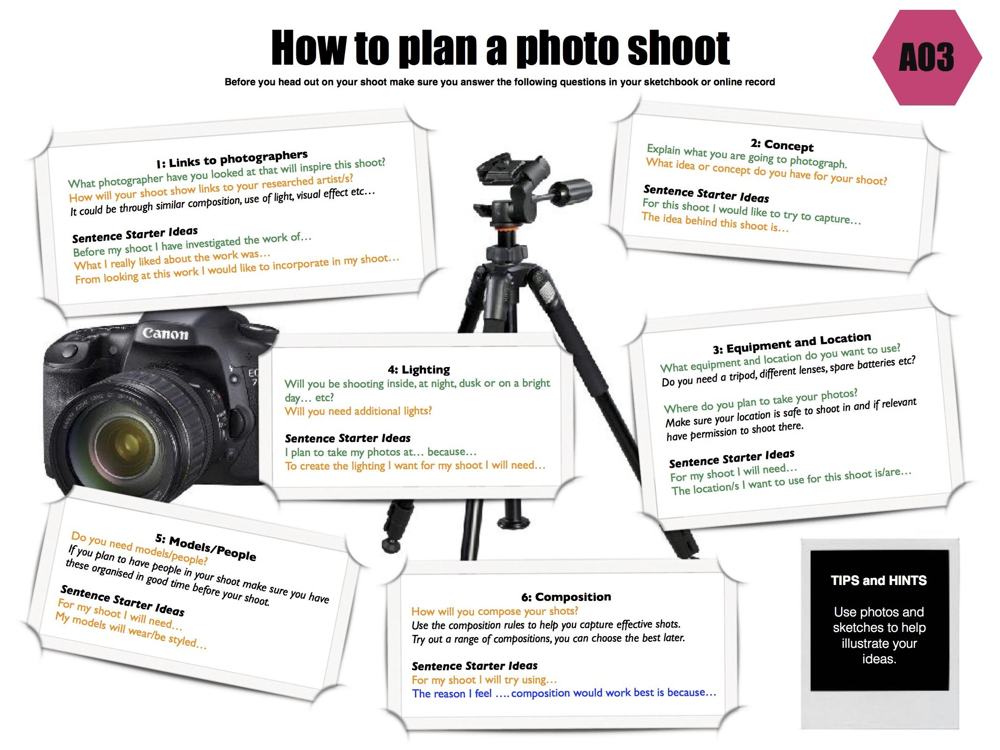 How to plan a photo shoot
AO3
Before you head out on your shoot make sure you answer the following questions in your sketchbook or online record
1: Links to photographers
What photographer have you looked at that will inspire this shoot?
How will your shoot show links to your researched artist/s?
It could be through similar composition, use of light, visual effect etc…
Sentence Starter Ideas
Before my shoot I have investigated the work of…
What I really liked about the work was…
From looking at this work I would like to incorporate in my shoot…
2: Concept
Explain what you are going to photograph.
What idea or concept do you have for your shoot?
Sentence Starter Ideas
For this shoot I would like to try to capture…
The idea behind this shoot is…
3: Equipment and Location
What equipment and location do you want to use?
Do you need a tripod, different lenses, spare batteries etc?
Where do you plan to take your photos?
Make sure your location is safe to shoot in and if relevant
have permission to shoot there.
Sentence Starter Ideas
For my shoot I will need…
The location/s I want to use for this shoot is/are…
Canon
4: Lighting
Will you be shooting inside, at night, dusk or on a bright
day… etc?
Will you need additional lights?
Sentence Starter Ideas
I plan to take my photos at… because…
To create the lighting I want for my shoot I will need…
5: Models/People
Do you need models/people?
If you plan to have people in your shoot make sure you have
these organised in good time before your shoot.
Sentence Starter Ideas
For my shoot I will need…
My models will wear/be styled…
6: Composition
How will you compose your shots?
Use the composition rules to help you capture effective shots.
Try out a range of compositions, you can choose the best later.
Sentence Starter Ideas
For my shoot I will try using…
The reason I feel …. composition would work best is because…
TIPS and HINTS
Use photos and
sketches to help
illustrate your
ideas.